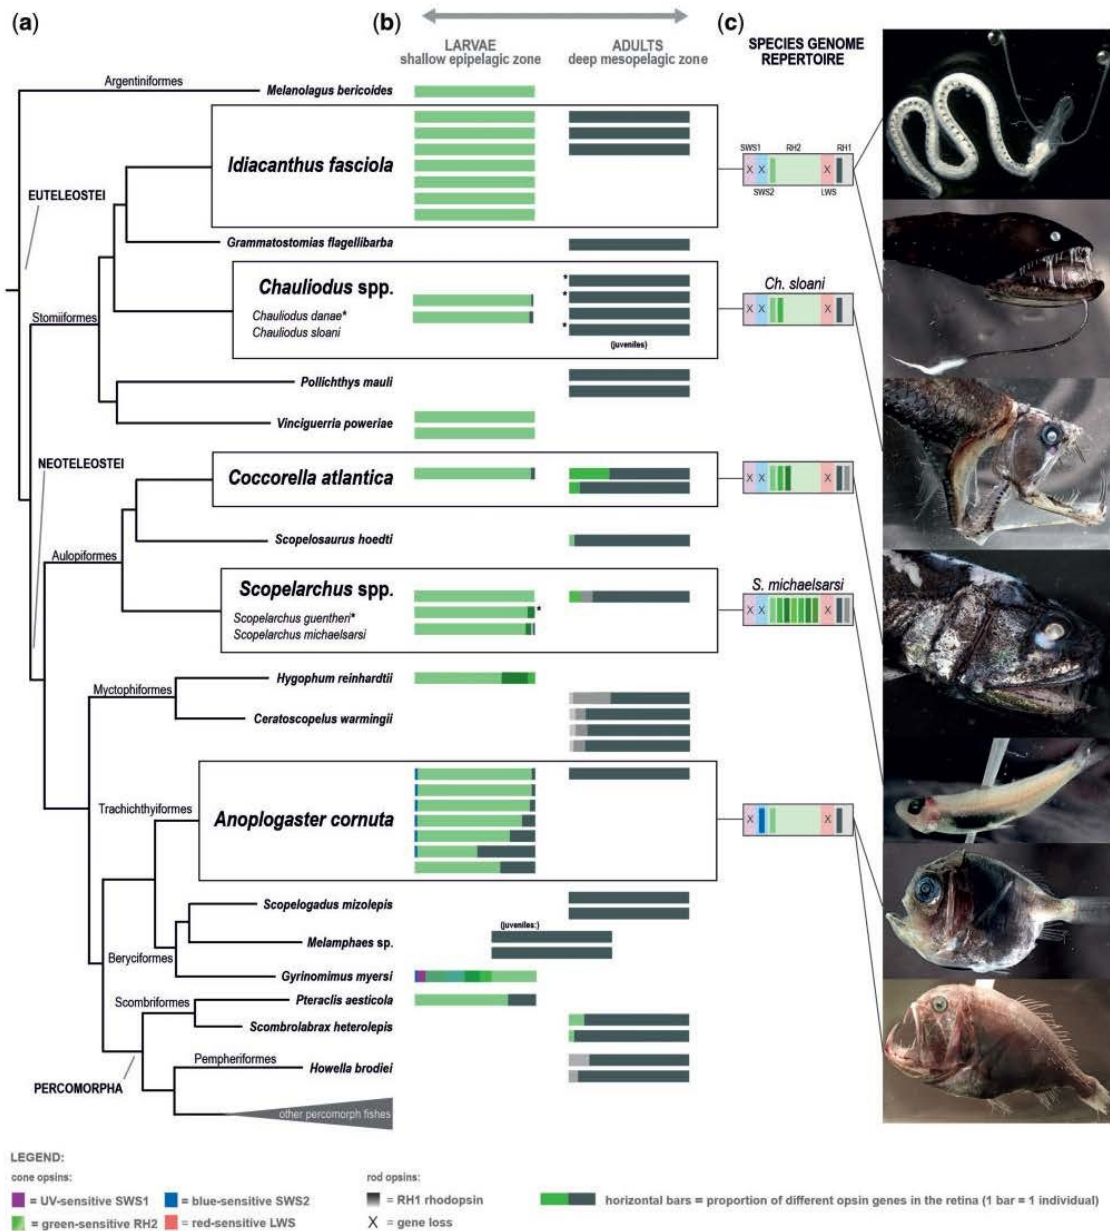 (a)
(b)
(c)
LARVAE
shallow epipelagic zone
ADULTS
deep mesopelagic zone
SPECIES GENOME
REPERTOIRE
Argentiniformes
Melanolagus bericoides
Idiacanthus fasciola
SWS1
RH2
RH1
X X X
SWS2
LWS
EUTELEOSTEI
Grammatostomias flagellibarba
Chauliodus spp.
Chauliodus danae*
Chauliodus sloani
*
*
*
(juveniles)
Ch. sloani
X X X
Stomiiformes
Pollichthys mauli
Vinciguerria poweriae
NEOTELEOSTEI
Coccorella atlantica
X X X
Scopelosaurus hoedti
Aulopiformes
Scopelarchus spp.
Scopelarchus guentheri*
Scopelarchus michaelsarsi
*
S. michaelsarsi
X X X
Hygophum reinhardtii
Myctophiformes
Ceratoscopelus warmingii
Trachichthyiformes
Anoplogaster cornuta
X X
Scopelogadus mizolepis
(juveniles:)
Melamphaes sp.
Beryciformes
Gyrinomimus myersi
Scombriformes
Pteraclis aesticola
Scombrolabrax heterolepis
Pempheriformes
Howella brodiei
PERCOMORPHA
other percomorph fishes
LEGEND:
cone opsins:
= UV-sensitive SWS1
= blue-sensitive SWS2
= green-sensitive RH2
= red-sensitive LWS
rod opsins:
= RH1 rhodopsin
X = gene loss
horizontal bars = proportion of different opsin genes in the retina (1 bar = 1 individual)